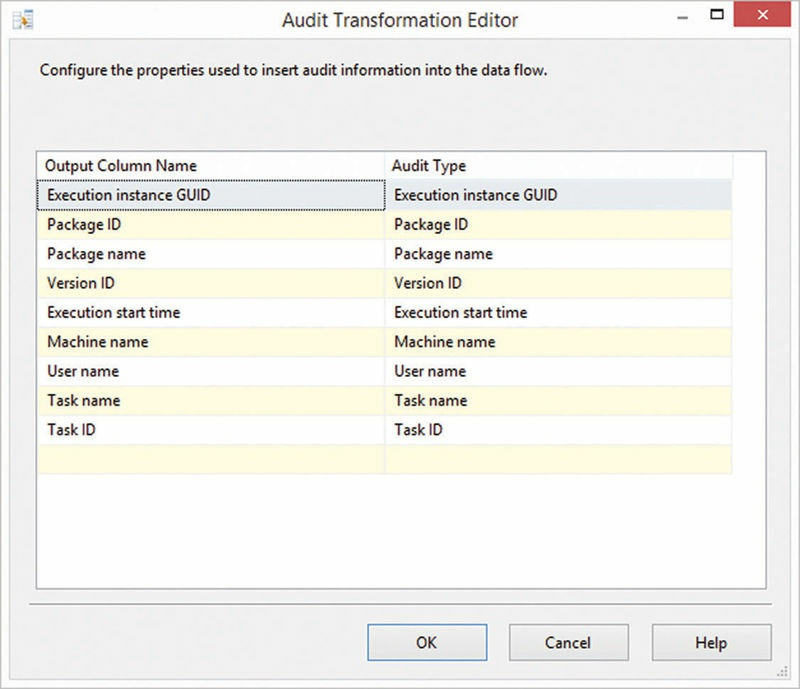 Audit Transformation Editor
Configure the properties used to insert audit information into the data flow.
Output Column Name Audit Type
Execution instance GUID Execution instance GUID
Package ID Package ID
Package name Package name
Version ID Version ID
Execution start time Execution start time
Machine name Machine name
User name User name
Task name Task name
Task ID Task ID
OK Cancel Help